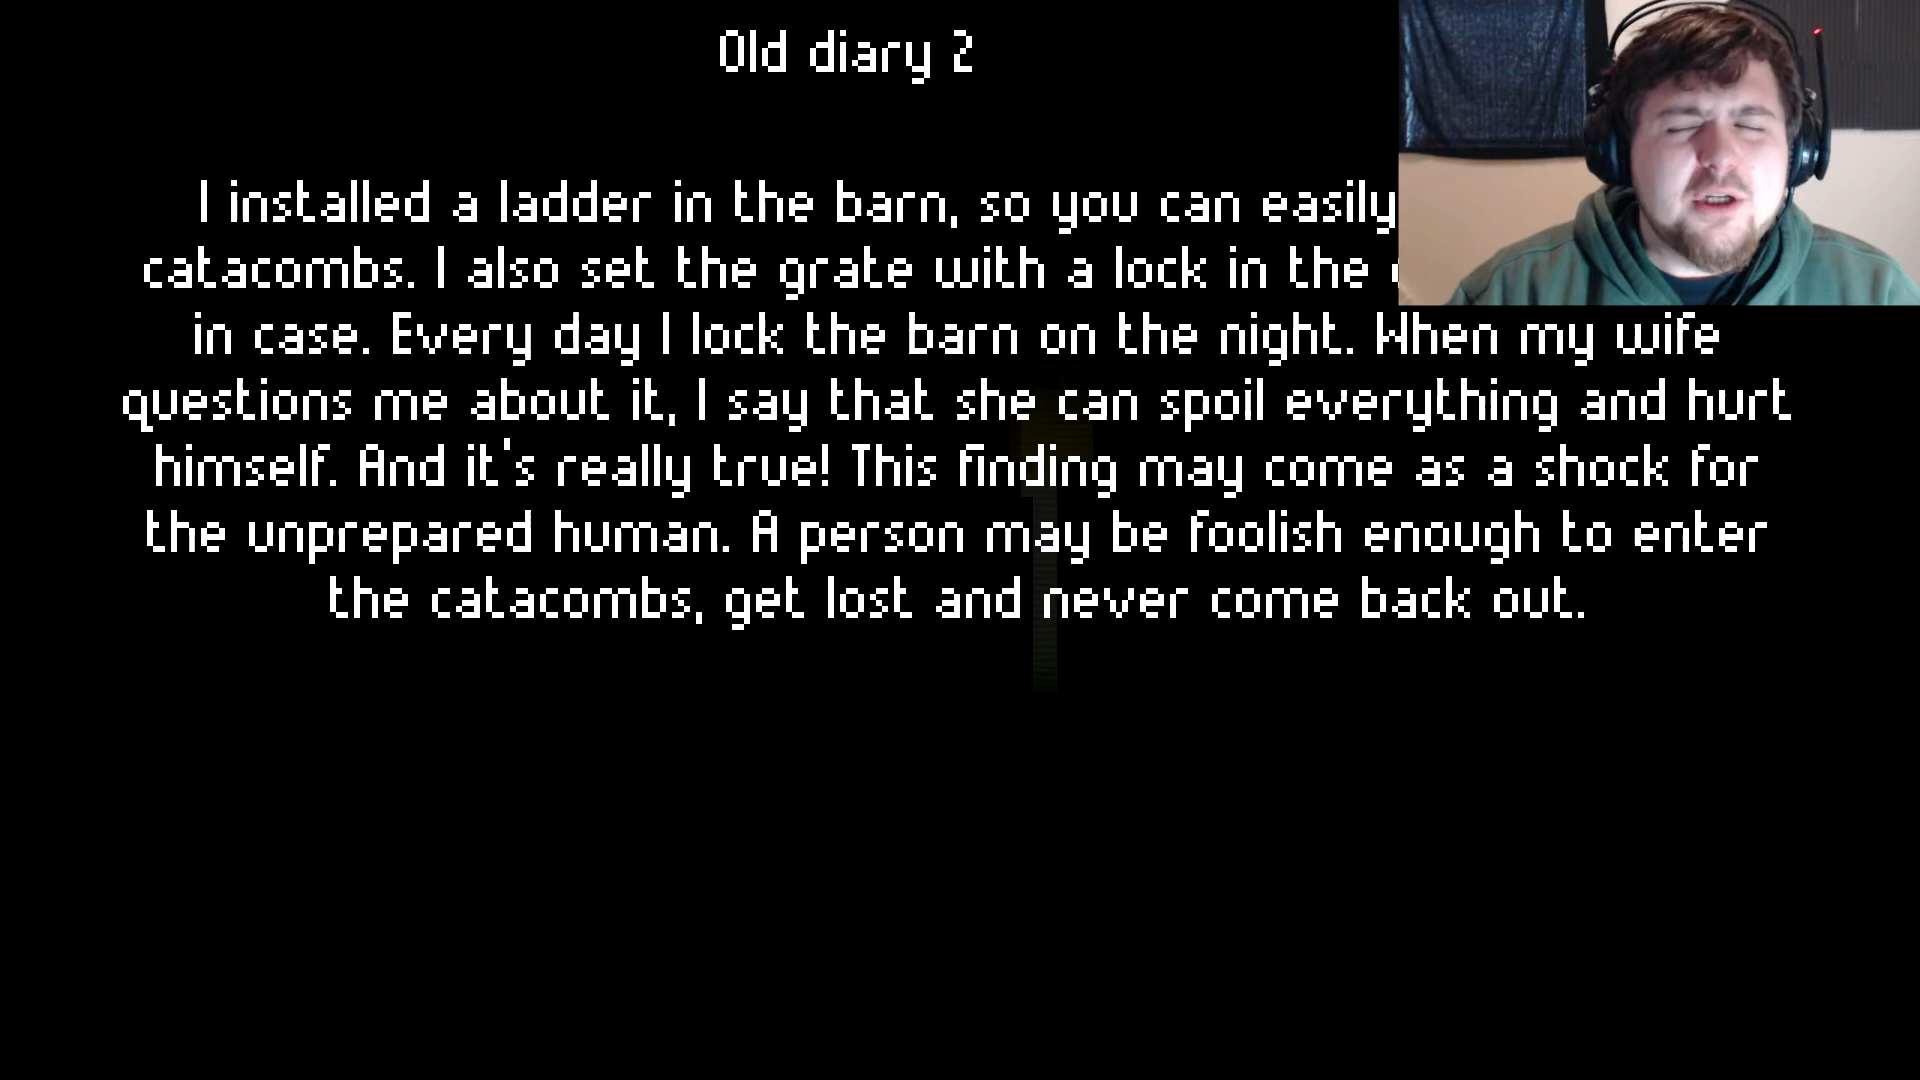 Old diary 2
I installed a ladder in the barn, so you can easily
catacombs. I also set the grate with a lock in the
in case. Every day I lock the barn on the night. When my wife
questions me about it, I say that she can spoil everything and hurt
himself. And it's really true! This finding may come as a shock for
the unprepared human. A person may be foolish enough to enter
the catacombs, get lost and never come back out.